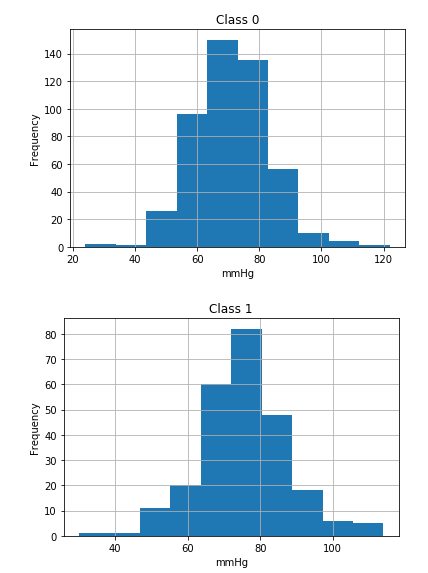 Class 0
140
120
100
80
60
40
20
0
Frequency
20 40 60 80 100 120
mmHg
Class 1
80
70
60
50
40
30
20
10
0
Frequency
40 60 80 100
mmHg